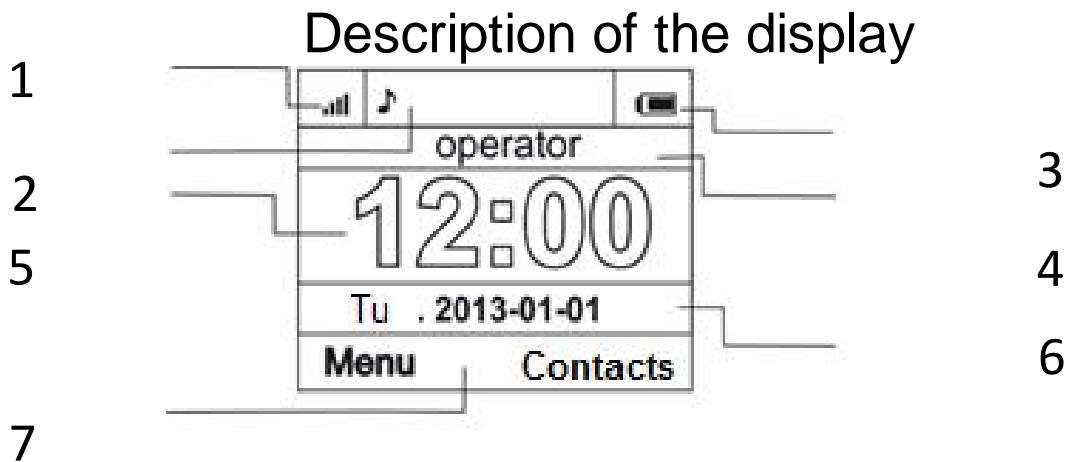 Description of the display
1
operator
3
2
12:00
5
4
Tu . 2013-01-01
6
Menu Contacts
7